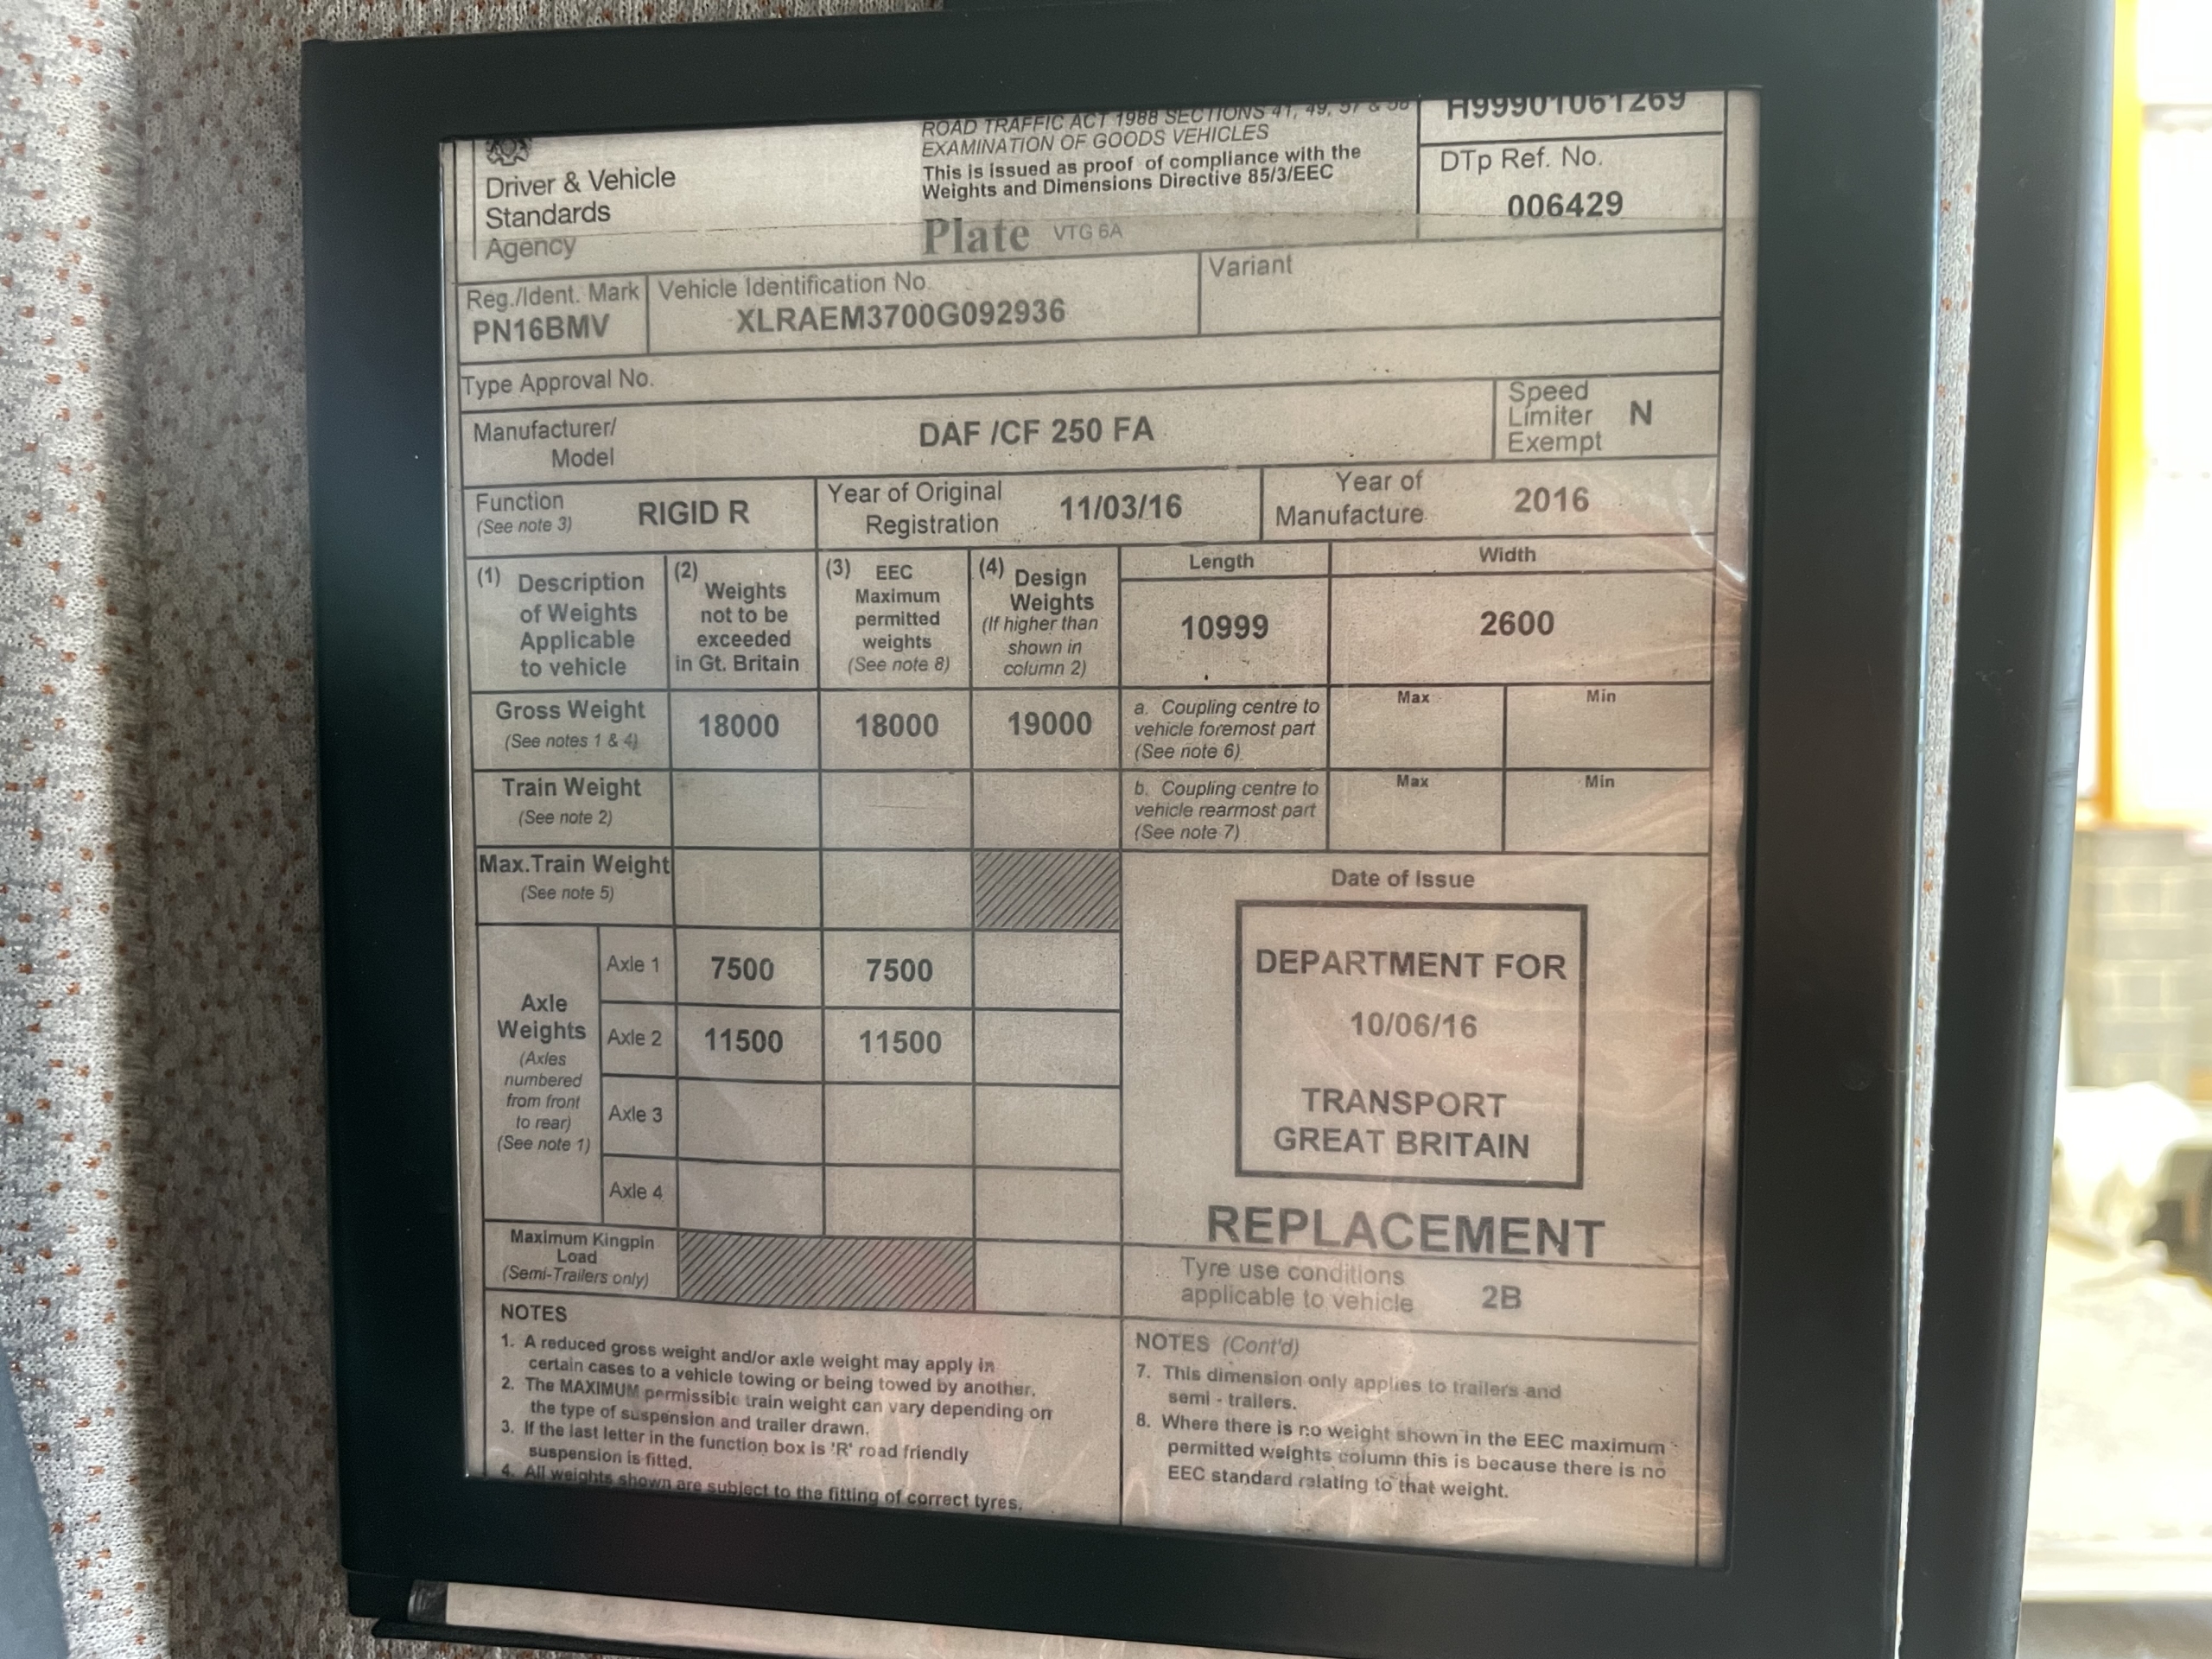 ROAD TRAFFIC ACT 1988 SECTIONS 41, 49, 57 & 58
EXAMINATION OF GOODS VEHICLES
This is issued as proof of compliance with the
Weights and Dimensions Directive 85/3/EEC
Plate VTG 6A
Driver & Vehicle
Standards
Agency
H99901061269
DTp Ref. No.
006429
Reg./Ident. Mark
PN16BMV
Vehicle Identification No.
XLRAEM3700G092936
Variant
Type Approval No.
Manufacturer/
Model
DAF /CF 250 FA
Speed
Limiter
Exempt
N
Function
(See note 3)
RIGID R
Year of Original
Registration
11/03/16
Year of
Manufacture
2016
(1) Description
of Weights
Applicable
to vehicle
(2) Weights
not to be
exceeded
in Gt. Britain
(3) EEC
Maximum
permitted
weights
(See note 8)
(4) Design
Weights
(If higher than
shown in
column 2)
Length
10999
Width
2600
Gross Weight
(See notes 1 & 4)
18000
18000
19000
a. Coupling centre to
vehicle foremost part
(See note 6)
Max
Min
Train Weight
(See note 2)
b. Coupling centre to
vehicle rearmost part
(See note 7)
Max
Min
Max.Train Weight
(See note 5)
Axle
Weights
(Axles
numbered
from front
to rear)
(See note 1)
Axle 1
7500
7500
Axle 2
11500
11500
Axle 3
Axle 4
Maximum Kingpin
Load
(Semi-Trailers only)
Date of Issue
DEPARTMENT FOR
10/06/16
TRANSPORT
GREAT BRITAIN
REPLACEMENT
Tyre use conditions
applicable to vehicle
2B
NOTES
1. A reduced gross weight and/or axle weight may apply in
certain cases to a vehicle towing or being towed by another.
2. The MAXIMUM permissible train weight can vary depending on
the type of suspension and trailer drawn.
3. If the last letter in the function box is 'R' road friendly
suspension is fitted.
4. All weights shown are subject to the fitting of correct tyres.
NOTES (Cont'd)
7. This dimension only applies to trailers and
semi - trailers.
8. Where there is no weight shown in the EEC maximum
permitted weights column this is because there is no
EEC standard relating to that weight.